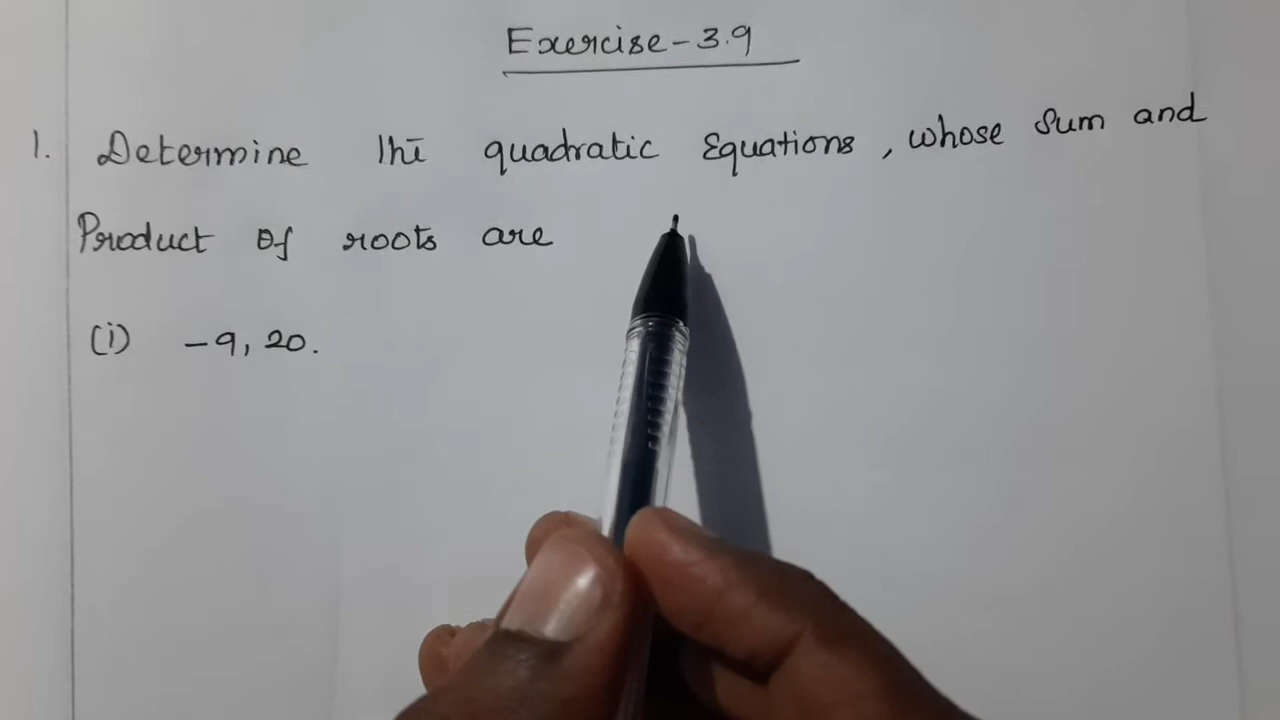 Exercise-3.9
1. Determine the quadratic Equations, whose sum and
Product of roots are
(i) -9, 20.